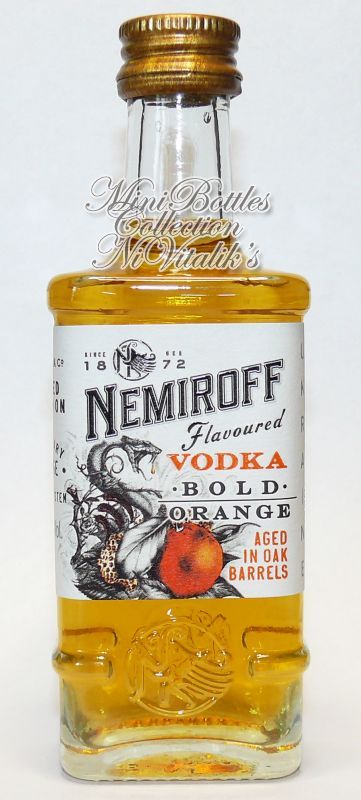 Mini Bottles
Collection
NiVitalik's
SINCE
18 72
NEMIROFF
Flavoured
VODKA
·BOLD·
ORANGE
AGED
IN OAK
BARRELS